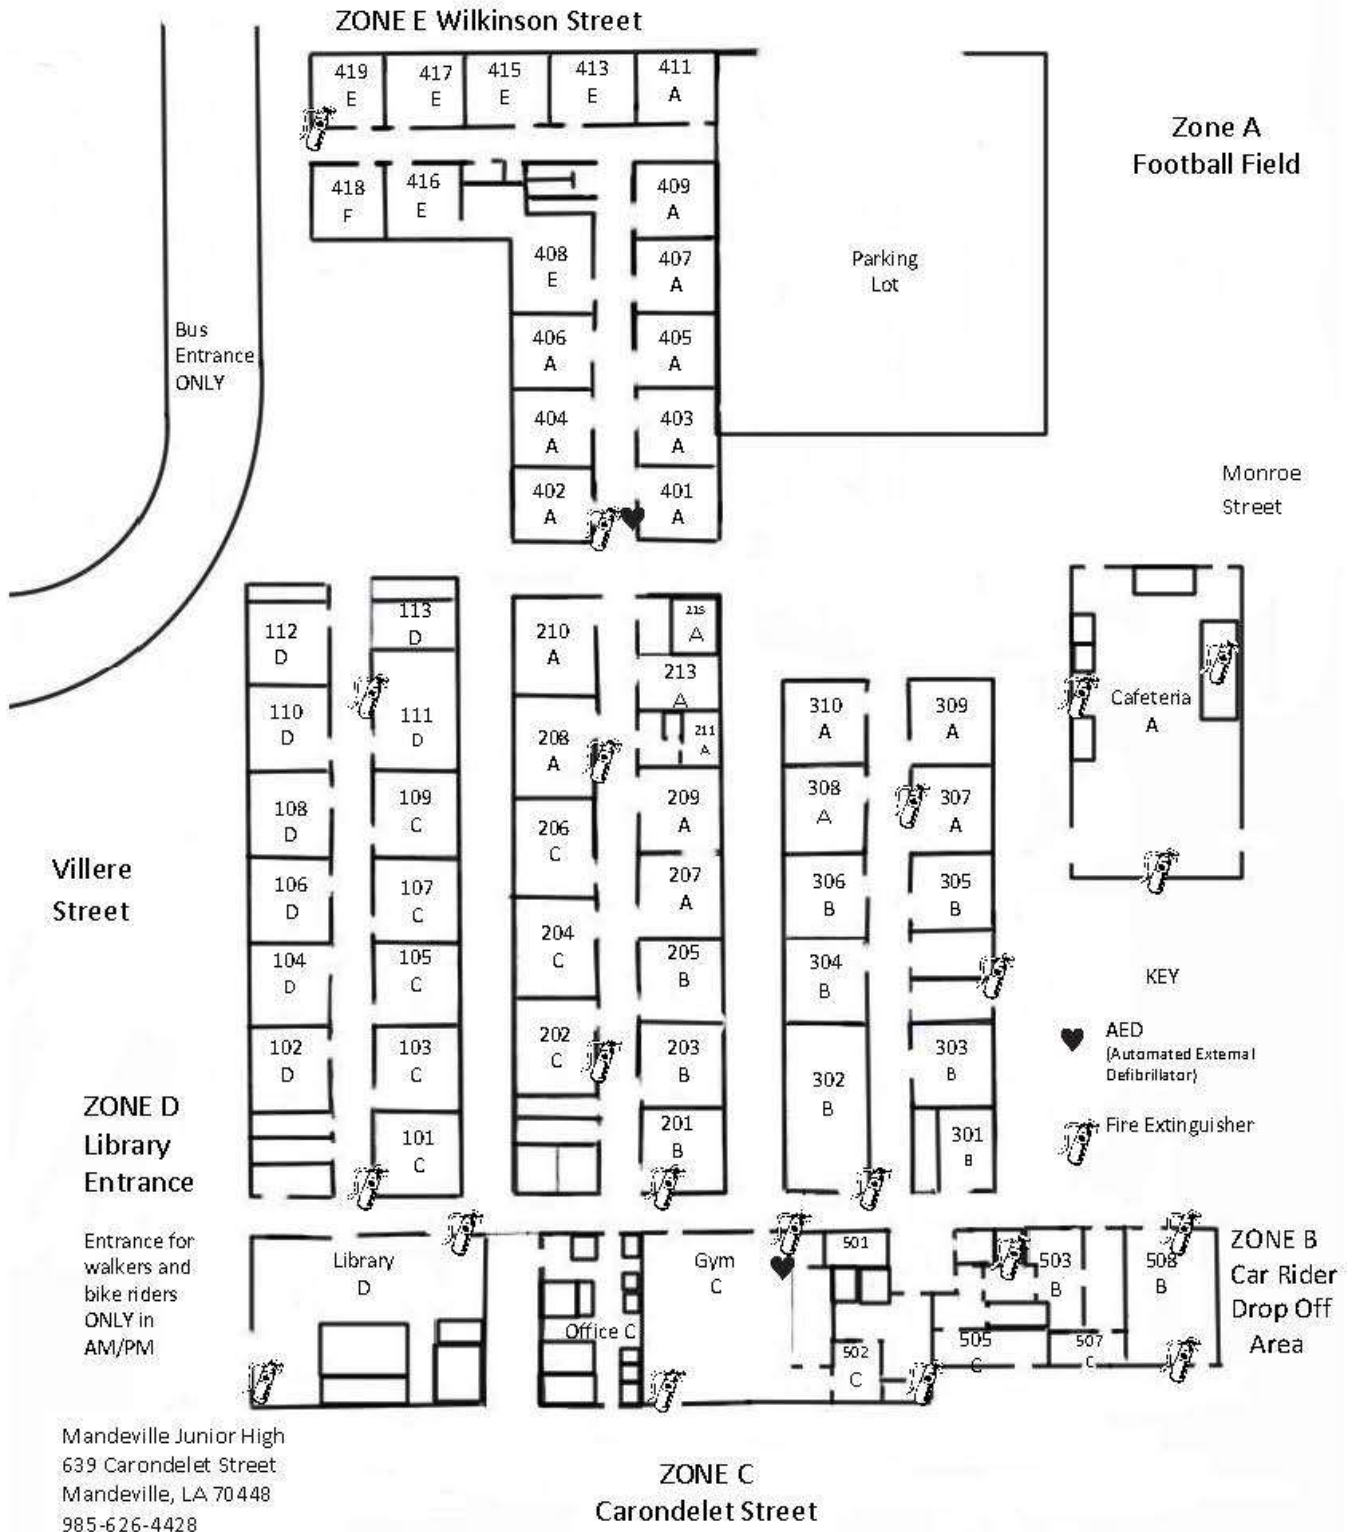 ZONE E Wilkinson Street
419 417 415 413 411
E E E E A
Zone A
Football Field
418 416 409
F E A
408 407
E A
Parking
Lot
Bus
Entrance
ONLY
406 405
A A
404 403
A A
402 401
A A
Monroe
Street
112 113 210 215
D D A A
213
A
110 111 208 211
D D A A
310 309
A A
Cafeteria
A
108 109 206 209
D C C A
308 307
A A
Villere
Street
106 107 204 207
D C C A
306 305
B B
104 105 205
D C B
304
B
KEY
AED
(Automated External
Defibrillator)
102 103 202 203
D C C B
302 303
B B
Fire Extinguisher
101 201 301
C B B
ZONE D
Library
Entrance
Entrance for
walkers and
bike riders
ONLY in
AM/PM
Library
D
Office C
Gym
C
501
502
C
503
B
505
C
507
C
508
B
ZONE B
Car Rider
Drop Off
Area
Mandeville Junior High
639 Carondelet Street
Mandeville, LA 70448
985-626-4428
ZONE C
Carondelet Street